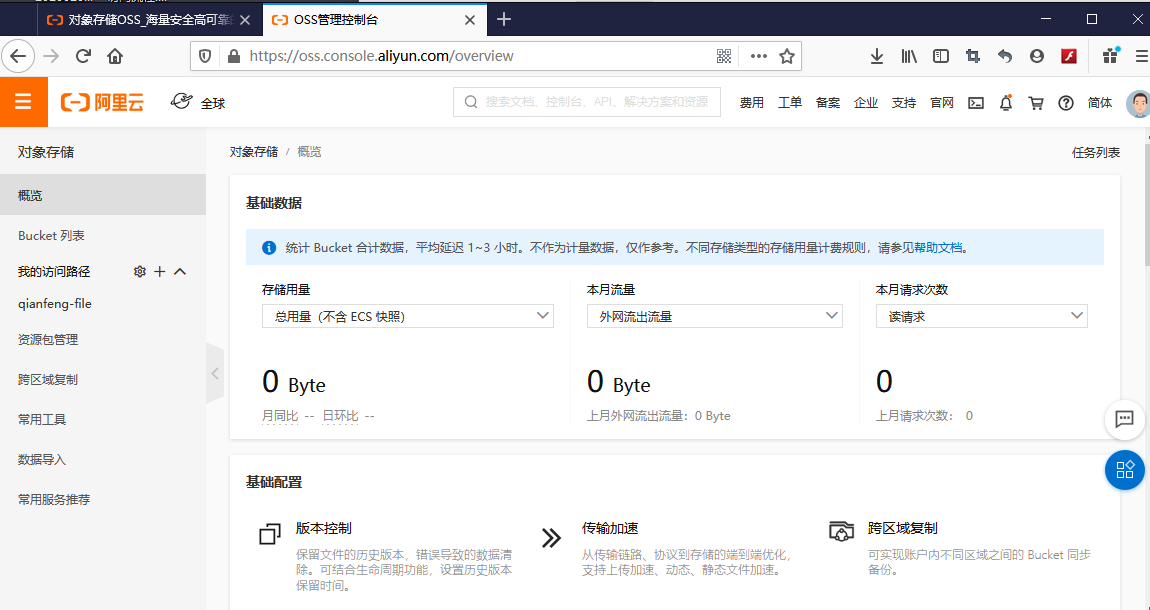 对象存储OSS_海量安全高可靠
OSS管理控制台
https://oss.console.aliyun.com/overview
阿里云
全球
搜索文档、控制台、API、解决方案和资源
费用 工单 备案 企业 支持 官网 简体
对象存储
对象存储 / 概览
任务列表
概览
Bucket 列表
我的访问路径
qianfeng-file
资源包管理
跨区域复制
常用工具
数据导入
常用服务推荐
基础数据
统计 Bucket 合计数据，平均延迟 1~3 小时。不作为计量数据，仅作参考。不同存储类型的存储用量计费规则，请参见帮助文档。
存储用量
总用量（不含 ECS 快照）
0 Byte
月同比 -- 日环比 --
本月流量
外网流出流量
0 Byte
上月外网流出流量：0 Byte
本月请求次数
读请求
0
上月请求次数： 0
基础配置
版本控制
保留文件的历史版本，错误导致的数据清
除。可结合生命周期功能，设置历史版本
保留时间。
传输加速
从传输链路、协议到存储的端到端优化，
支持上传加速、动态、静态文件加速。
跨区域复制
可实现账户内不同区域之间的 Bucket 同步
备份。